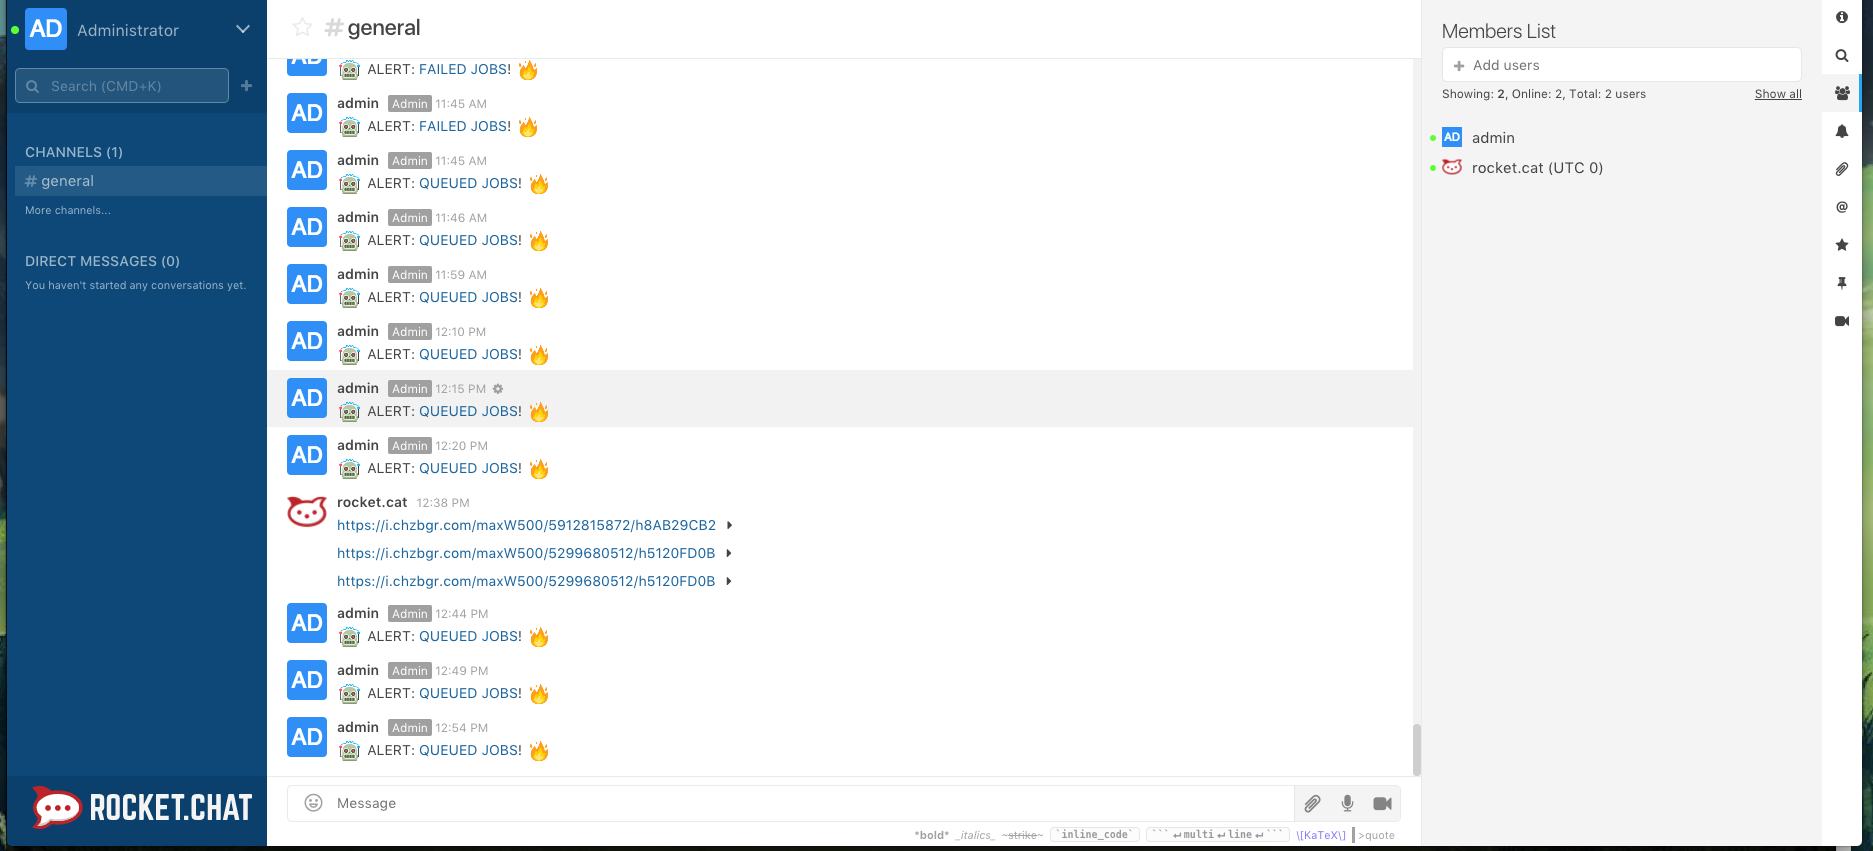 AD Administrator
Search (CMD+K)
CHANNELS (1)
# general
More channels...
DIRECT MESSAGES (0)
You haven't started any conversations yet.
ROCKET.CHAT
#general
AD
ALERT: FAILED JOBS!
AD admin Admin 11:45 AM
ALERT: FAILED JOBS!
AD admin Admin 11:45 AM
ALERT: QUEUED JOBS!
AD admin Admin 11:46 AM
ALERT: QUEUED JOBS!
AD admin Admin 11:59 AM
ALERT: QUEUED JOBS!
AD admin Admin 12:10 PM
ALERT: QUEUED JOBS!
AD admin Admin 12:15 PM
ALERT: QUEUED JOBS!
AD admin Admin 12:20 PM
ALERT: QUEUED JOBS!
rocket.cat 12:38 PM
https://i.chzbgr.com/maxW500/5912815872/h8AB29CB2
https://i.chzbgr.com/maxW500/5299680512/h5120FD0B
https://i.chzbgr.com/maxW500/5299680512/h5120FD0B
AD admin Admin 12:44 PM
ALERT: QUEUED JOBS!
AD admin Admin 12:49 PM
ALERT: QUEUED JOBS!
AD admin Admin 12:54 PM
ALERT: QUEUED JOBS!
Message
*bold* _italics_ ~strike~ `inline_code` ```↵multi↵line↵``` \[KaTeX\] >quote
Members List
+ Add users
Showing: 2, Online: 2, Total: 2 users Show all
AD admin
rocket.cat (UTC 0)